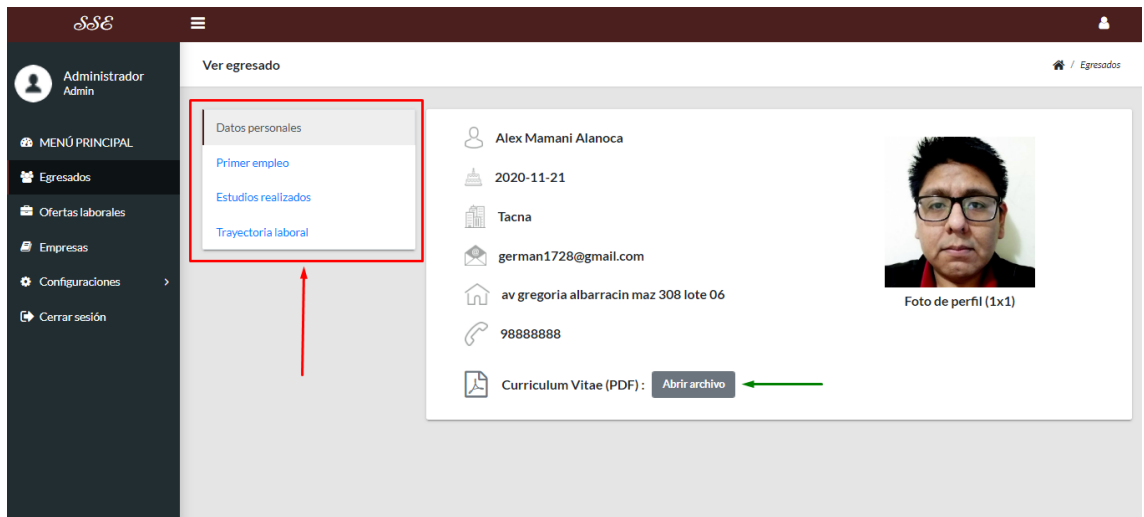 SSE
Administrador
Admin
MENÚ PRINCIPAL
Egresados
Ofertas laborales
Empresas
Configuraciones
Cerrar sesión
Ver egresado
/ Egresados
Datos personales
Primer empleo
Estudios realizados
Trayectoria laboral
Alex Mamani Alanoca
2020-11-21
Tacna
german1728@gmail.com
av gregoria albarracin maz 308 lote 06
98888888
Curriculum Vitae (PDF) : Abrir archivo
Foto de perfil (1x1)